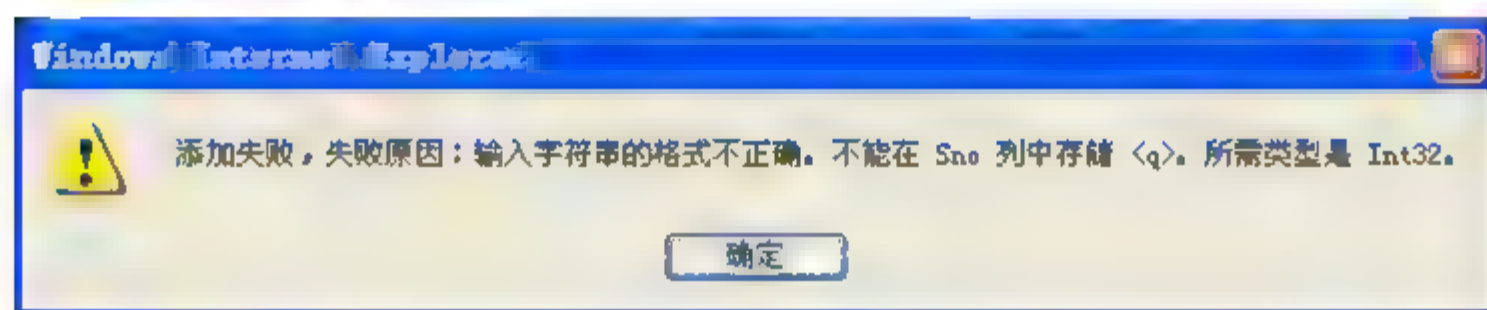 Windows Internet Explorer
添加失败，失败原因：输入字符串的格式不正确。不能在 Sno 列中存储 <q>。所需类型是 Int32。
确定